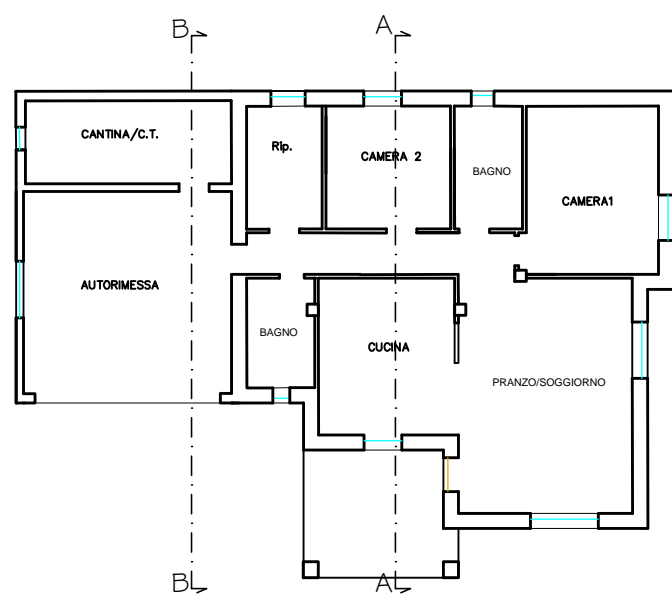 B
A
CANTINA/C.T.
Rip.
CAMERA 2
BAGNO
CAMERA1
AUTORIMESSA
BAGNO
CUCINA
PRANZO/SOGGIORNO
B
A